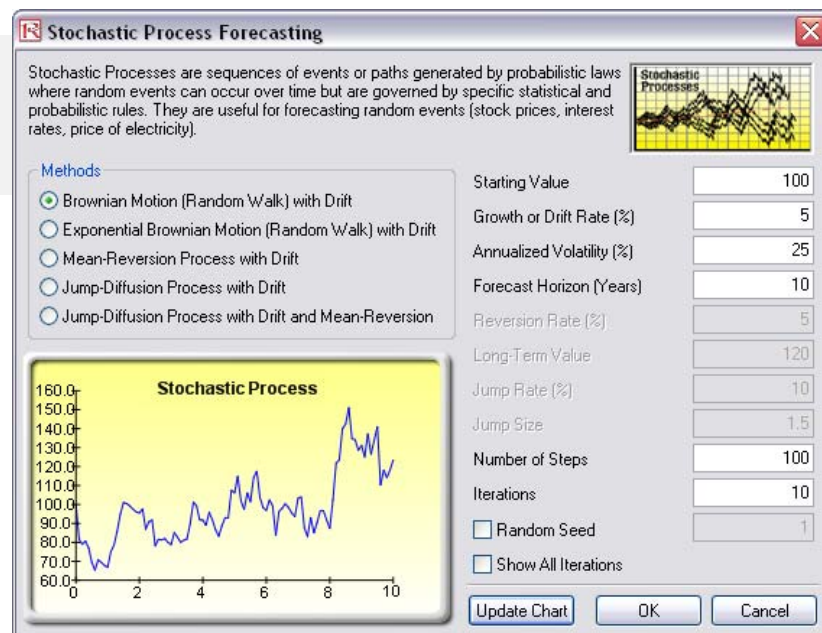 Stochastic Process Forecasting
Stochastic Processes are sequences of events or paths generated by probabilistic laws
where random events can occur over time but are governed by specific statistical and
probabilistic rules. They are useful for forecasting random events (stock prices, interest
rates, price of electricity).
Stochastic
Processes
Methods
Brownian Motion (Random Walk) with Drift
Exponential Brownian Motion (Random Walk) with Drift
Mean-Reversion Process with Drift
Jump-Diffusion Process with Drift
Jump-Diffusion Process with Drift and Mean-Reversion
Starting Value 100
Growth or Drift Rate (%) 5
Annualized Volatility (%) 25
Forecast Horizon (Years) 10
Reversion Rate (%) 5
Long-Term Value 120
Jump Rate (%) 10
Jump Size 1.5
Number of Steps 100
Iterations 10
Random Seed 1
Show All Iterations
Stochastic Process
160.0
150.0
140.0
130.0
120.0
110.0
100.0
90.0
80.0
70.0
60.0
0 2 4 6 8 10
Update Chart OK Cancel